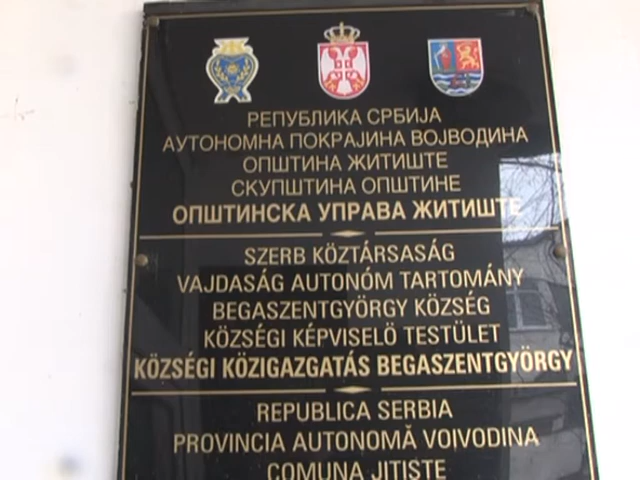 РЕПУБЛИКА СРБИЈА
АУТОНОМНА ПОКРАЈИНА ВОЈВОДИНА
ОПШТИНА ЖИТИШТЕ
СКУПШТИНА ОПШТИНЕ
ОПШТИНСКА УПРАВА ЖИТИШТЕ
SZERB KÖZTÁRSASÁG
VAJDASÁG AUTONÓM TARTOMÁNY
BEGASZENTGYÖRGY KÖZSÉG
KÖZSÉGI KÉPVISELÖ TESTÜLET
KÖZSÉGI KÖZIGAZGATÁS BEGASZENTGYÖRGY
REPUBLICA SERBIA
PROVINCIA AUTONOMĂ VOIVODINA
COMUNA JITIŞTE